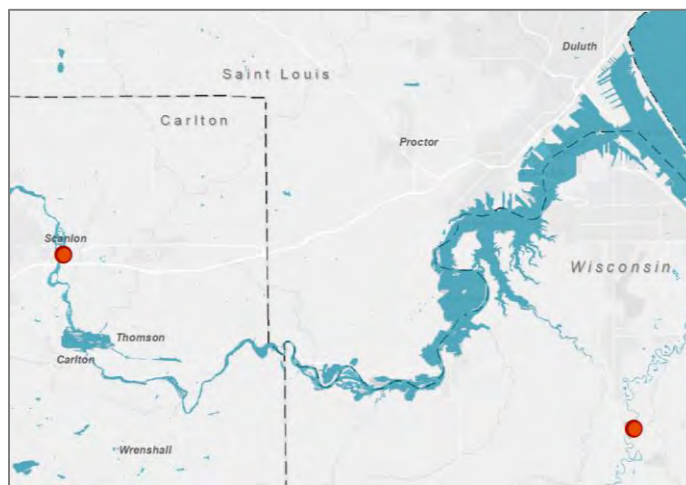 Duluth
Saint Louis
Carlton
Proctor
Scanlon
Wisconsin
Thomson
Carlton
Wrenshall